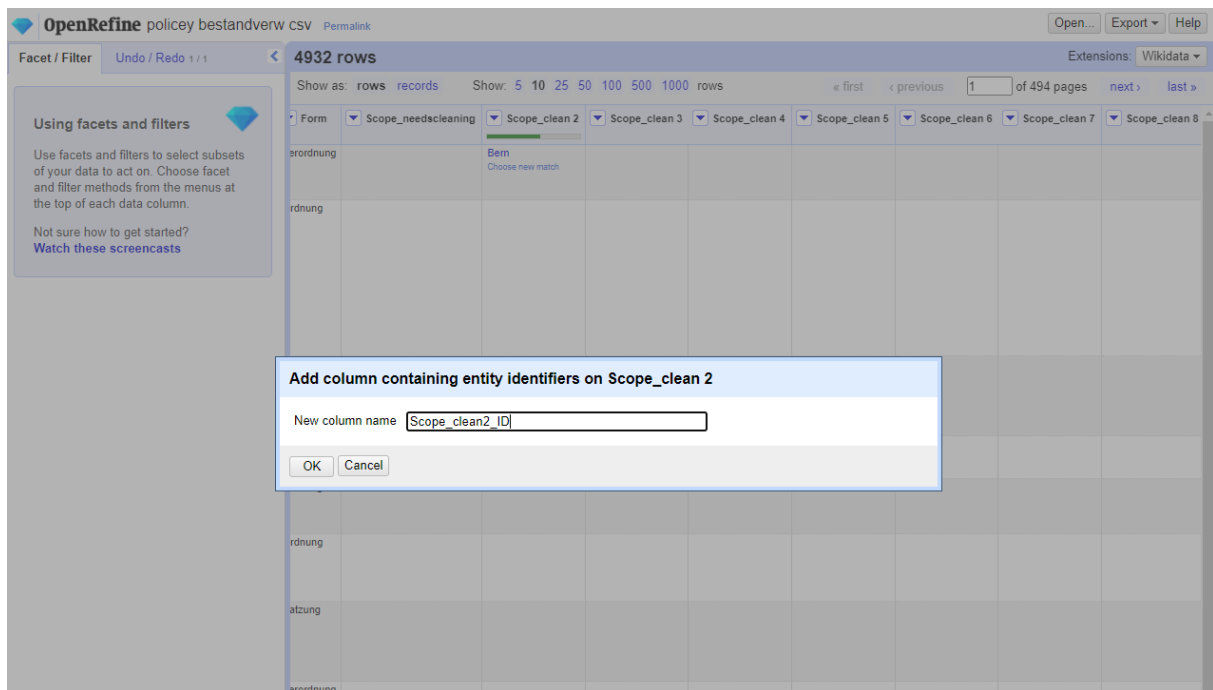 OpenRefine policey bestandverw csv Permalink
Open... Export Help
Facet / Filter Undo / Redo 1 / 1
4932 rows
Extensions: Wikidata
Show as: rows records Show: 5 10 25 50 100 500 1000 rows « first ‹ previous 1 of 494 pages next › last »
Form Scope_needscleaning Scope_clean 2 Scope_clean 3 Scope_clean 4 Scope_clean 5 Scope_clean 6 Scope_clean 7 Scope_clean 8
Using facets and filters
Use facets and filters to select subsets
of your data to act on. Choose facet
and filter methods from the menus at
the top of each data column.
Not sure how to get started?
Watch these screencasts
erordnung
Bern
Choose new match
rdnung
Add column containing entity identifiers on Scope_clean 2
New column name Scope_clean2_ID
OK Cancel
rdnung
atzung